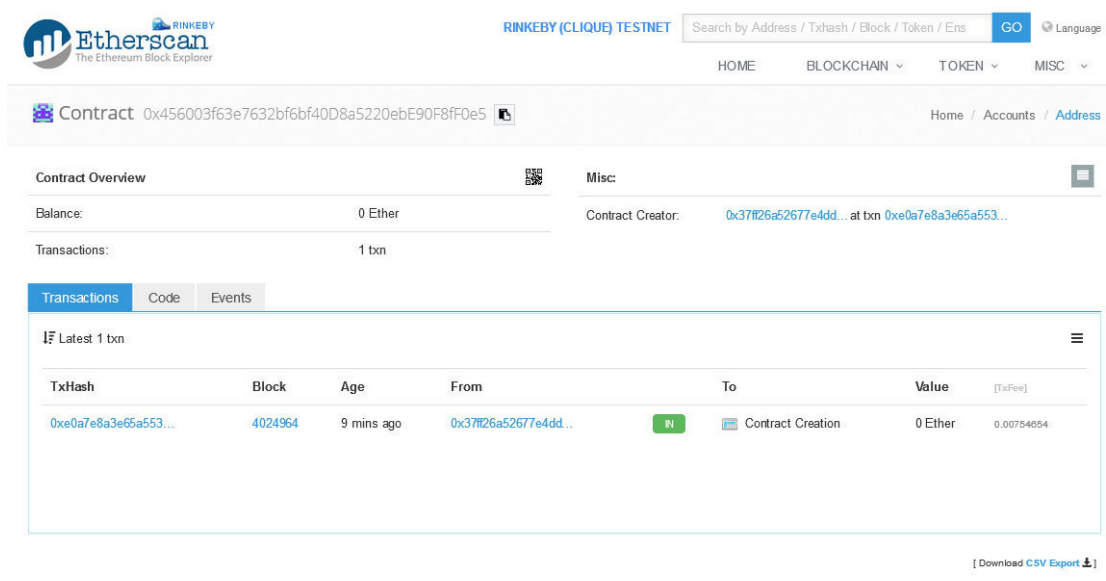 RINKEBY
Etherscan
The Ethereum Block Explorer
RINKEBY (CLIQUE) TESTNET Search by Address / Txhash / Block / Token / Ens GO Language
HOME BLOCKCHAIN TOKEN MISC
Contract 0x456003f63e7632bf6bf40D8a5220ebE90F8fF0e5
Home / Accounts / Address
Contract Overview
Balance: 0 Ether
Transactions: 1 txn
Misc:
Contract Creator: 0x37ff26a52677e4dd... at txn 0xe0a7e8a3e65a553...
Transactions Code Events
Latest 1 txn
TxHash Block Age From To Value [TxFee]
0xe0a7e8a3e65a553... 4024964 9 mins ago 0x37ff26a52677e4dd... IN Contract Creation 0 Ether 0.00754654
[ Download CSV Export ]